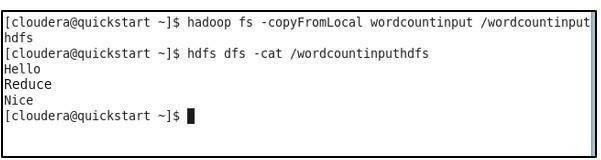 [cloudera@quickstart ~]$ hadoop fs -copyFromLocal wordcountinput /wordcountinput
hdfs
[cloudera@quickstart ~]$ hdfs dfs -cat /wordcountinputhdfs
Hello
Reduce
Nice
[cloudera@quickstart ~]$